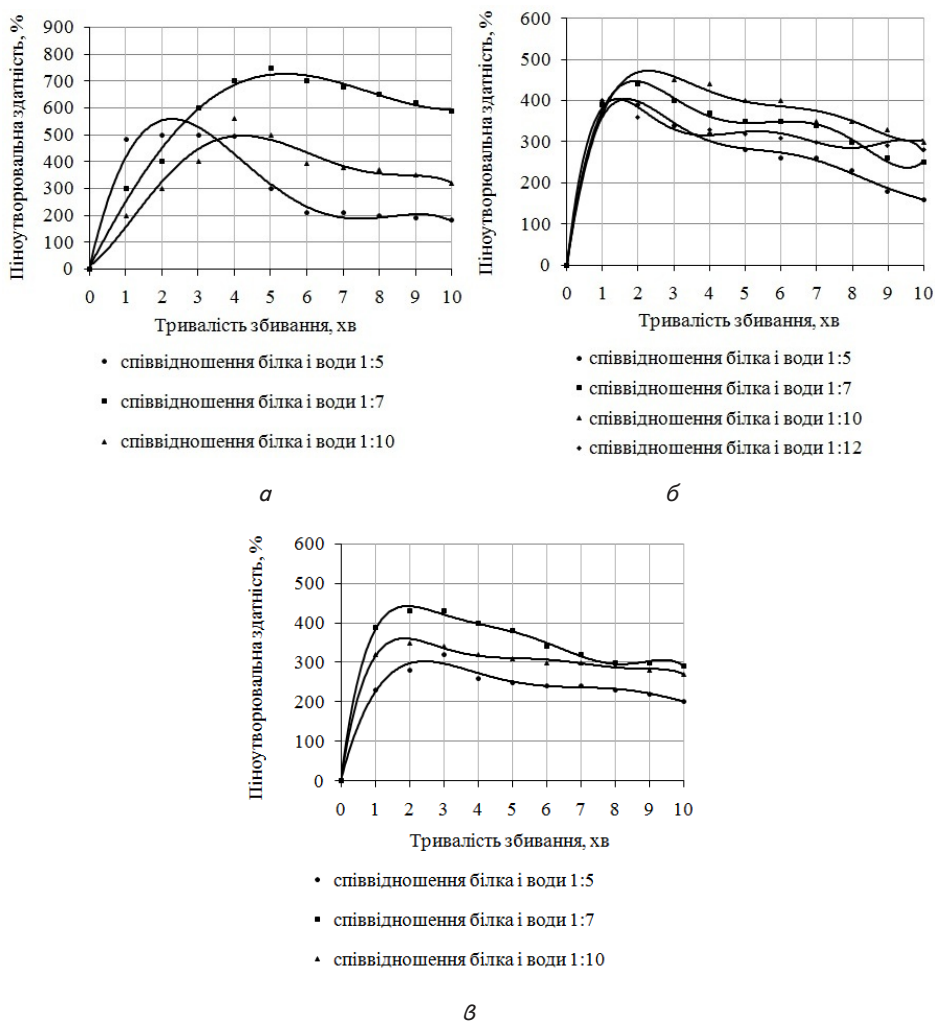 Піноутворювальна здатність, %
900
800
700
600
500
400
300
200
100
0
0 1 2 3 4 5 6 7 8 9 10
Тривалість збивання, хв
співвідношення білка і води 1:5
співвідношення білка і води 1:7
співвідношення білка і води 1:10
а
Піноутворювальна здатність, %
600
500
400
300
200
100
0
0 1 2 3 4 5 6 7 8 9 10
Тривалість збивання, хв
співвідношення білка і води 1:5
співвідношення білка і води 1:7
співвідношення білка і води 1:10
співвідношення білка і води 1:12
б
Піноутворювальна здатність, %
600
500
400
300
200
100
0
0 1 2 3 4 5 6 7 8 9 10
Тривалість збивання, хв
співвідношення білка і води 1:5
співвідношення білка і води 1:7
співвідношення білка і води 1:10
в